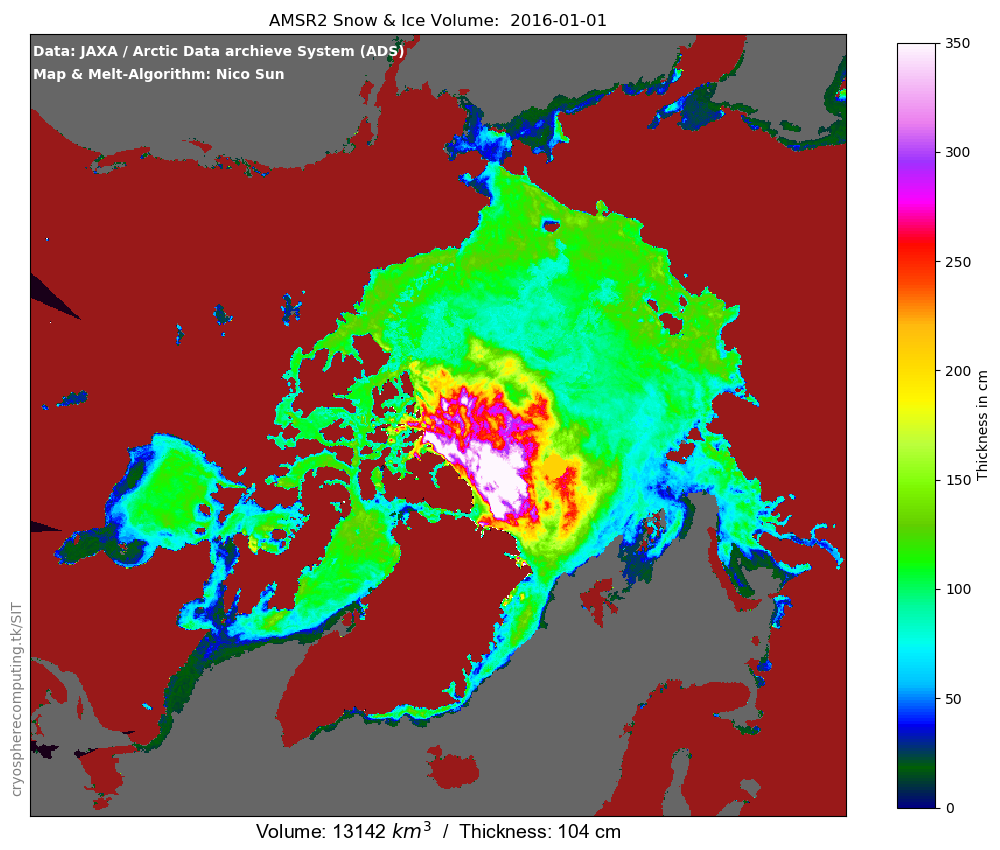 AMSR2 Snow & Ice Volume:  2016-01-01
Data: JAXA / Arctic Data archieve System (ADS)
Map & Melt-Algorithm: Nico Sun
350
300
250
200
150
100
50
0
Thickness in cm
cryospherecomputing.tk/SIT
Volume: 13142 km³  /  Thickness: 104 cm